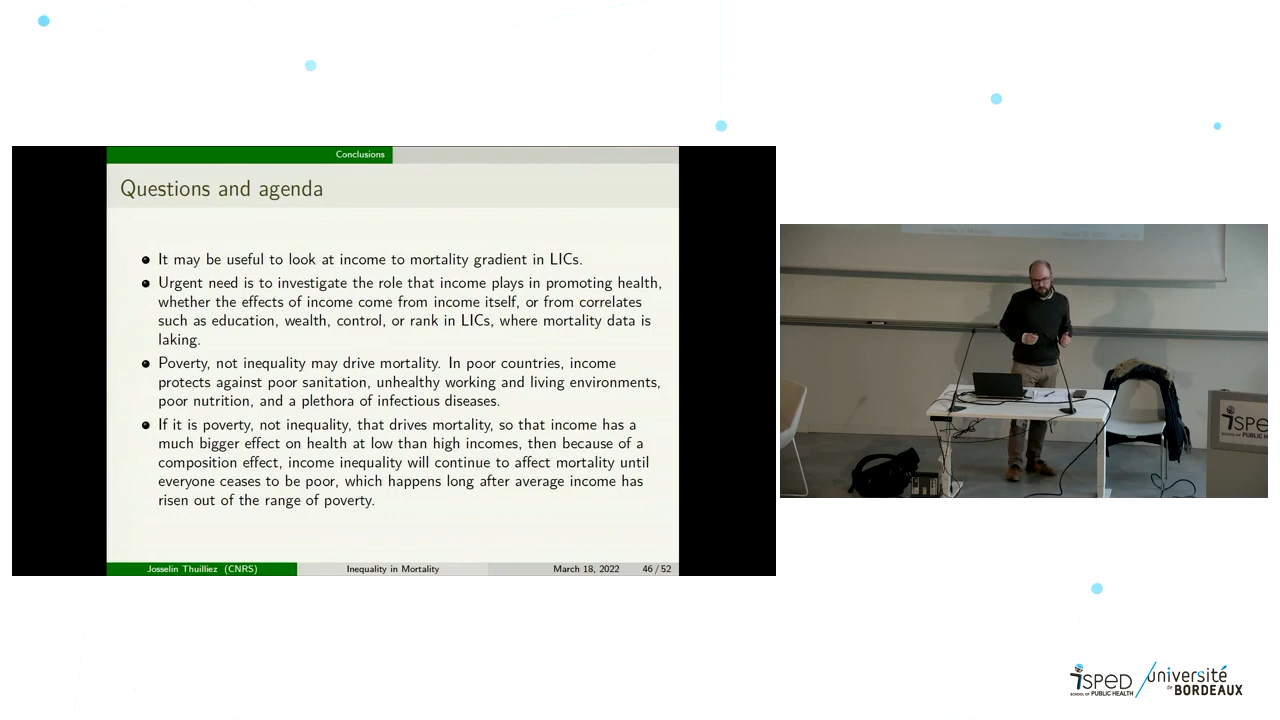 Conclusions
Questions and agenda
It may be useful to look at income to mortality gradient in LICs.
Urgent need is to investigate the role that income plays in promoting health,
whether the effects of income come from income itself, or from correlates
such as education, wealth, control, or rank in LICs, where mortality data is
laking.
Poverty, not inequality may drive mortality. In poor countries, income
protects against poor sanitation, unhealthy working and living environments,
poor nutrition, and a plethora of infectious diseases.
If it is poverty, not inequality, that drives mortality, so that income has a
much bigger effect on health at low than high incomes, then because of a
composition effect, income inequality will continue to affect mortality until
everyone ceases to be poor, which happens long after average income has
risen out of the range of poverty.
Josselin Thuilliez (CNRS) Inequality in Mortality March 18, 2022 46 / 52
ISPED
SCHOOL OF PUBLIC HEALTH
ISPED
SCHOOL OF PUBLIC HEALTH
université
de BORDEAUX